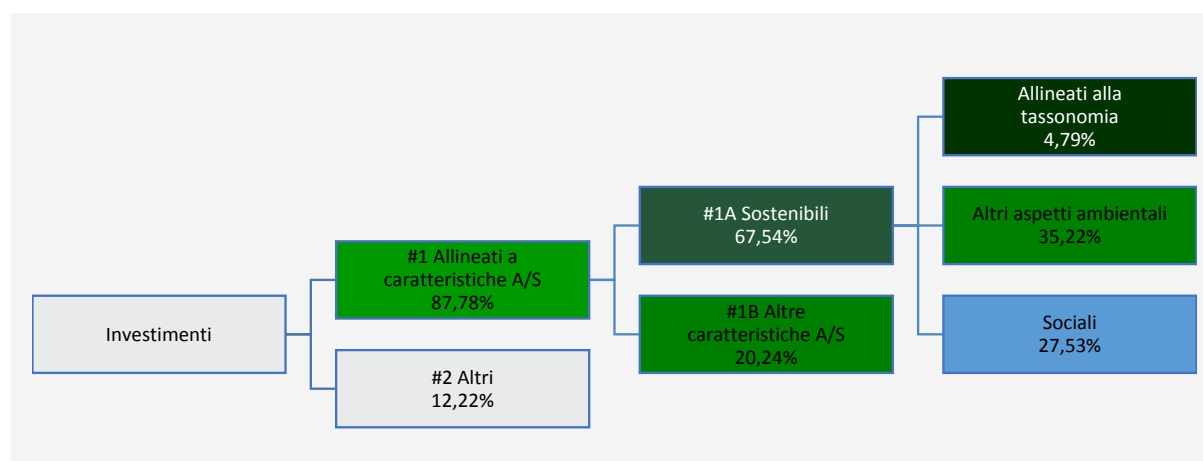 Investimenti
#1 Allineati a
caratteristiche A/S
87,78%
#2 Altri
12,22%
#1A Sostenibili
67,54%
#1B Altre
caratteristiche A/S
20,24%
Allineati alla
tassonomia
4,79%
Altri aspetti ambientali
35,22%
Sociali
27,53%